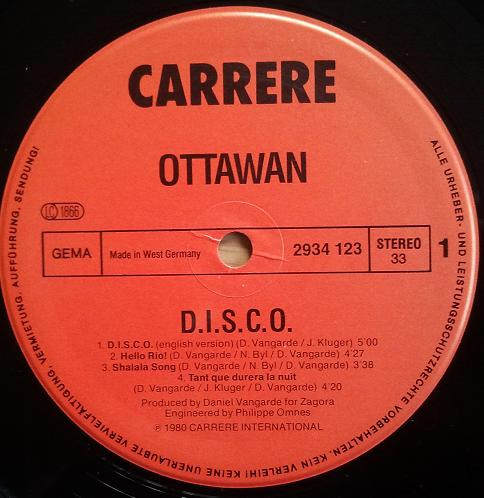 CARRERE
OTTAWAN
LC 1866
GEMA
Made in West Germany
2934 123
STEREO
33
1
D.I.S.C.O.
1. D.I.S.C.O. (english version) (D. Vangarde / J. Kluger) 5'00
2. Hello Rio! (D. Vangarde / N. Byl / D. Vangarde) 4'27
3. Shalala Song (D. Vangarde / N. Byl / D. Vangarde) 3'38
4. Tant que durera la nuit
(D. Vangarde / J. Kluger / D. Vangarde) 4'20
Produced by Daniel Vangarde for Zagora
Engineered by Philippe Omnes
℗ 1980 CARRERE INTERNATIONAL
ALLE URHEBER- UND LEISTUNGSSCHUTZRECHTE VORBEHALTEN. KEIN VERLEIH! KEINE UNERLAUBTE VERVIELFÄLTIGUNG, VERMIETUNG, AUFFÜHRUNG, SENDUNG!